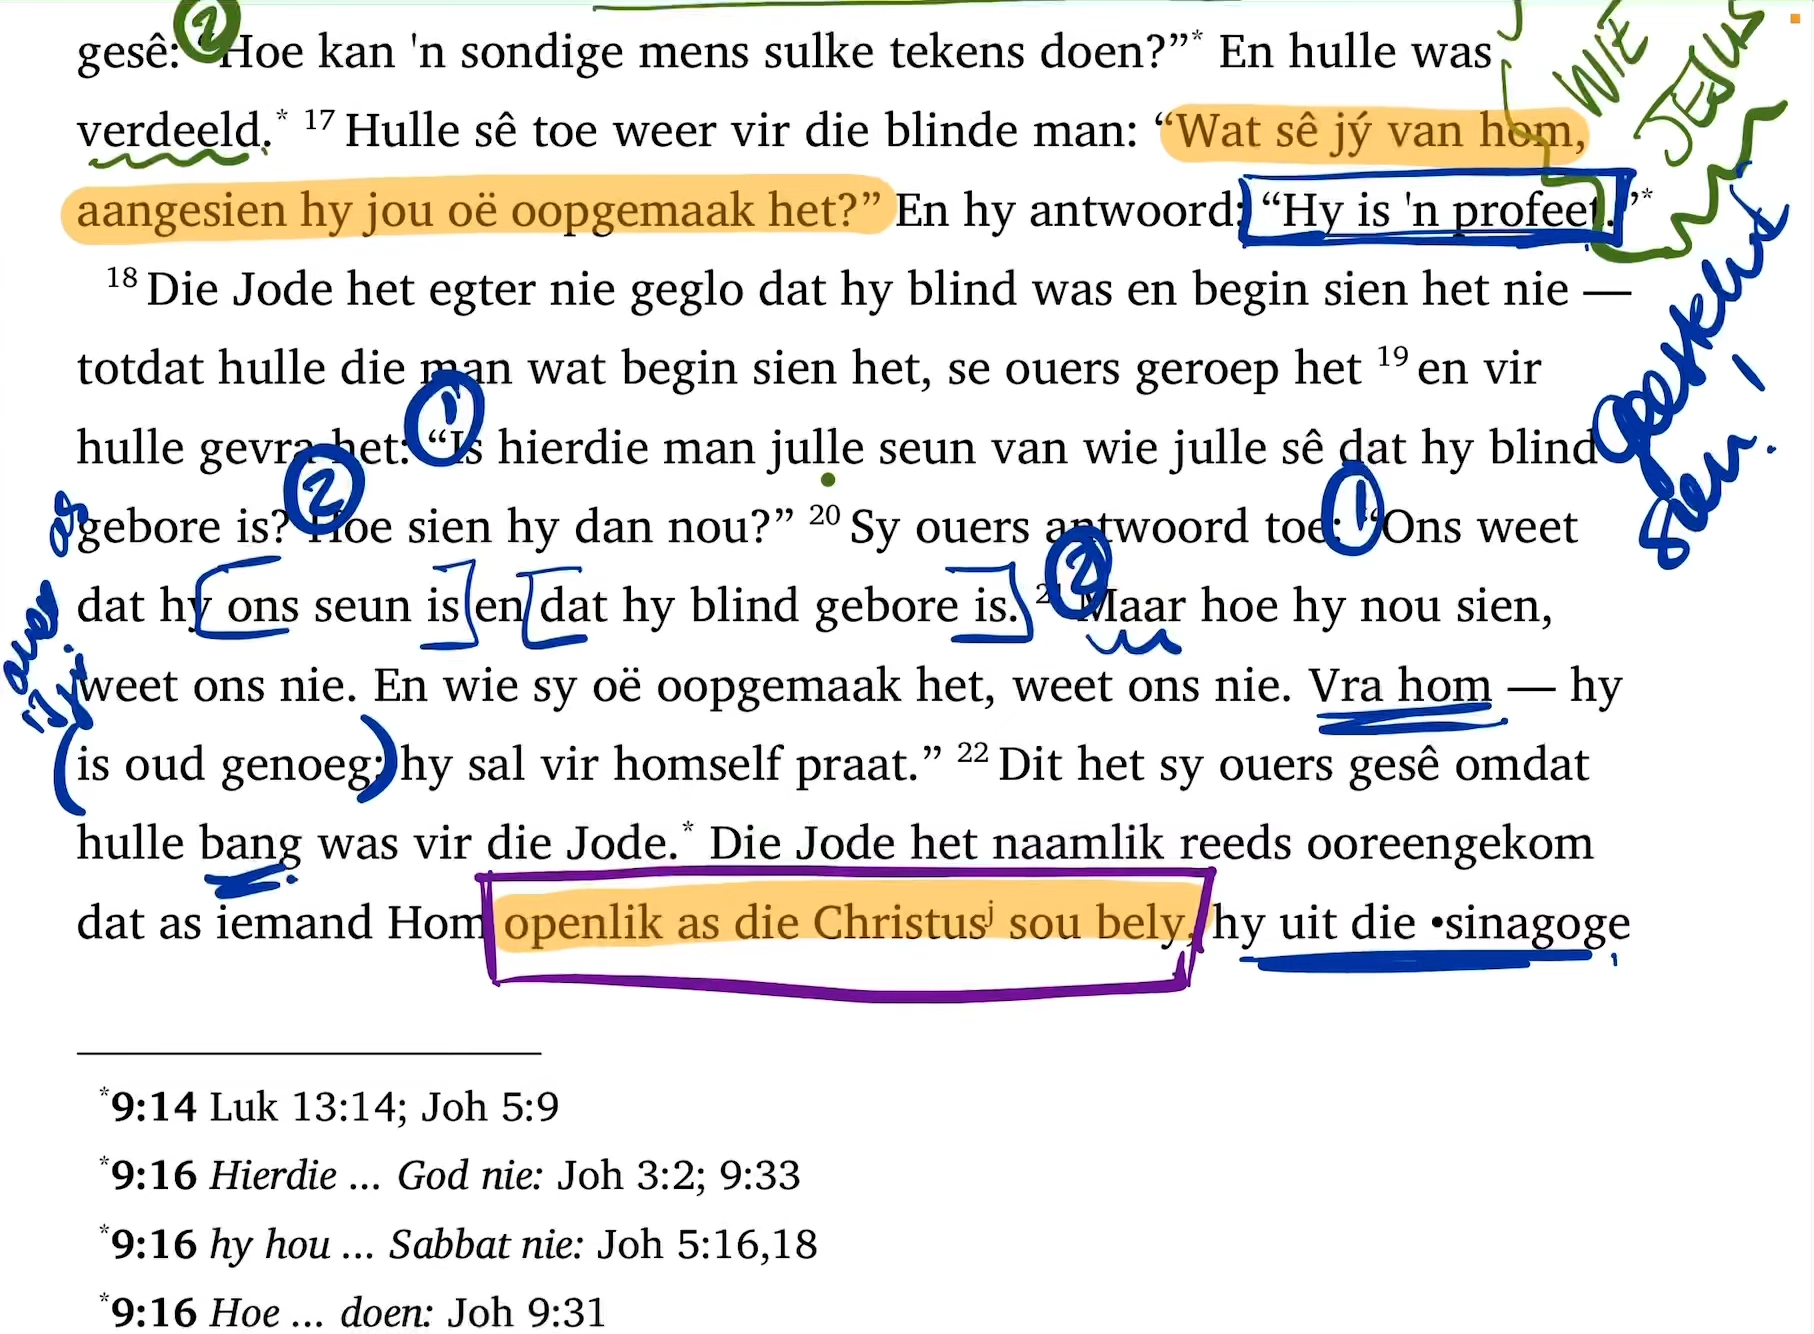 gesê: “Hoe kan 'n sondige mens sulke tekens doen?”* En hulle was
verdeeld.* 17 Hulle sê toe weer vir die blinde man: “Wat sê jý van hom,
aangesien hy jou oë oopgemaak het?” En hy antwoord: “Hy is 'n profeet.”*
18 Die Jode het egter nie geglo dat hy blind was en begin sien het nie —
totdat hulle die man wat begin sien het, se ouers geroep het 19 en vir
hulle gevra het: “Is hierdie man julle seun van wie julle sê dat hy blind
gebore is? Hoe sien hy dan nou?” 20 Sy ouers antwoord toe: “Ons weet
dat hy ons seun is en dat hy blind gebore is. 21 Maar hoe hy nou sien,
weet ons nie. En wie sy oë oopgemaak het, weet ons nie. Vra hom — hy
is oud genoeg; hy sal vir homself praat.” 22 Dit het sy ouers gesê omdat
hulle bang was vir die Jode.* Die Jode het naamlik reeds ooreengekom
dat as iemand Hom openlik as die Christusʲ sou bely, hy uit die •sinagoge
*9:14 Luk 13:14; Joh 5:9
*9:16 Hierdie ... God nie: Joh 3:2; 9:33
*9:16 hy hou ... Sabbat nie: Joh 5:16,18
*9:16 Hoe ... doen: Joh 9:31
2
WIE
JESUS
1
2
1
2
sien.